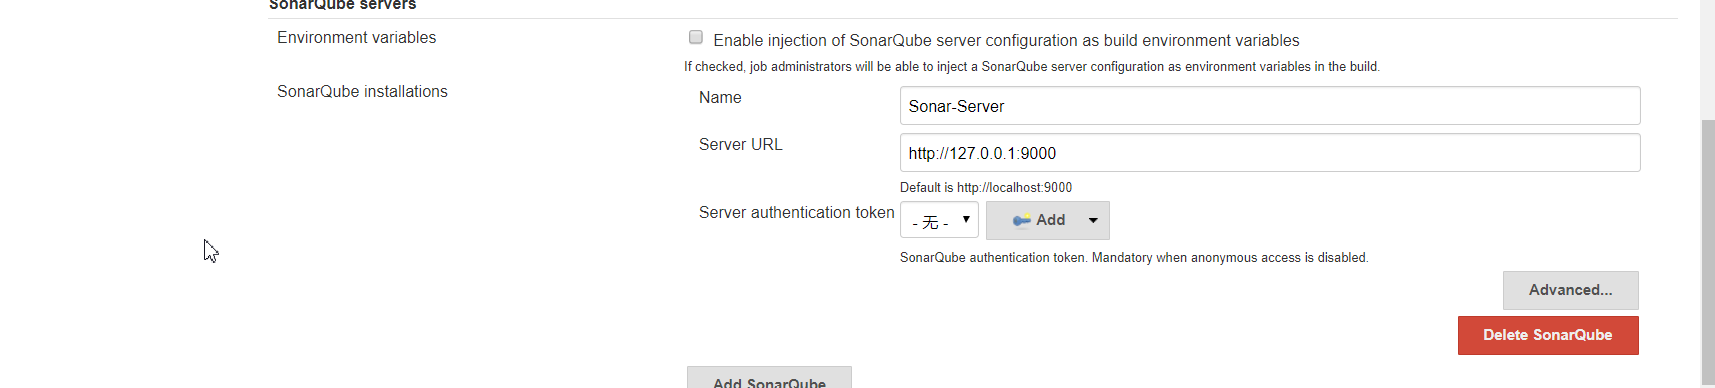 SonarQube servers
Environment variables
Enable injection of SonarQube server configuration as build environment variables
If checked, job administrators will be able to inject a SonarQube server configuration as environment variables in the build.
SonarQube installations
Name
Sonar-Server
Server URL
http://127.0.0.1:9000
Default is http://localhost:9000
Server authentication token
- 无 -
Add
SonarQube authentication token. Mandatory when anonymous access is disabled.
Advanced...
Delete SonarQube
Add SonarQube